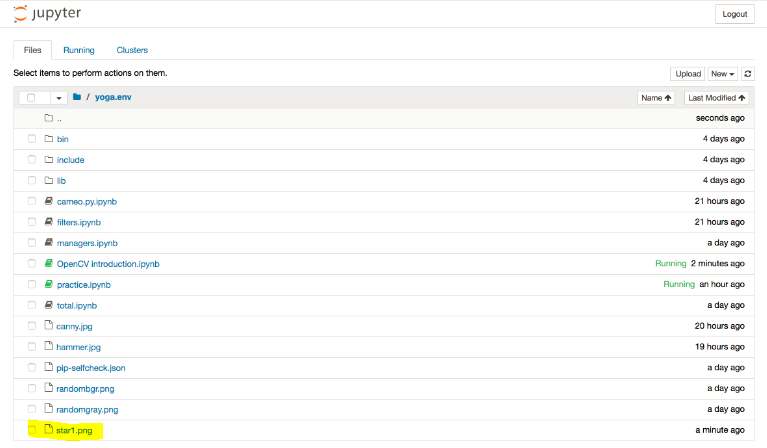 jupyter
Logout
Files Running Clusters
Select items to perform actions on them.
Upload New
/ yoga.env Name Last Modified
.. seconds ago
bin 4 days ago
include 4 days ago
lib 4 days ago
cameo.py.ipynb 21 hours ago
filters.ipynb 21 hours ago
managers.ipynb a day ago
OpenCV introduction.ipynb Running 2 minutes ago
practice.ipynb Running an hour ago
total.ipynb a day ago
canny.jpg 20 hours ago
hammer.jpg 19 hours ago
pip-selfcheck.json a day ago
randombgr.png a day ago
randomgray.png a day ago
star1.png a minute ago